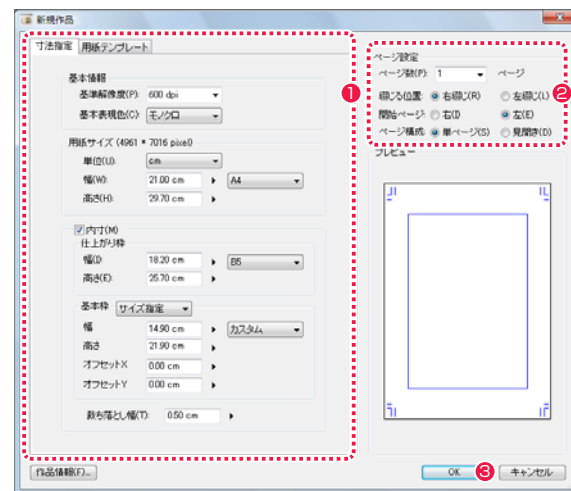 新規作品
寸法指定 用紙テンプレート
基本情報
基準解像度(P): 600 dpi
基本表現色(C): モノクロ
用紙サイズ (4961 * 7016 pixel)
単位(U): cm
幅(W): 21.00 cm A4
高さ(H): 29.70 cm
内寸(M)
仕上がり枠
幅(I): 18.20 cm B5
高さ(E): 25.70 cm
基本枠 サイズ指定
幅 14.90 cm カスタム
高さ 21.90 cm
オフセットX 0.00 cm
オフセットY 0.00 cm
裁ち落とし幅(T): 0.50 cm
1
ページ設定
ページ数(P): 1 ページ
綴じる位置: 右綴じ(R) 左綴じ(L)
2
開始ページ: 右(I) 左(E)
ページ構成: 単ページ(S) 見開き(D)
プレビュー
作品情報(F)...
OK
3
キャンセル